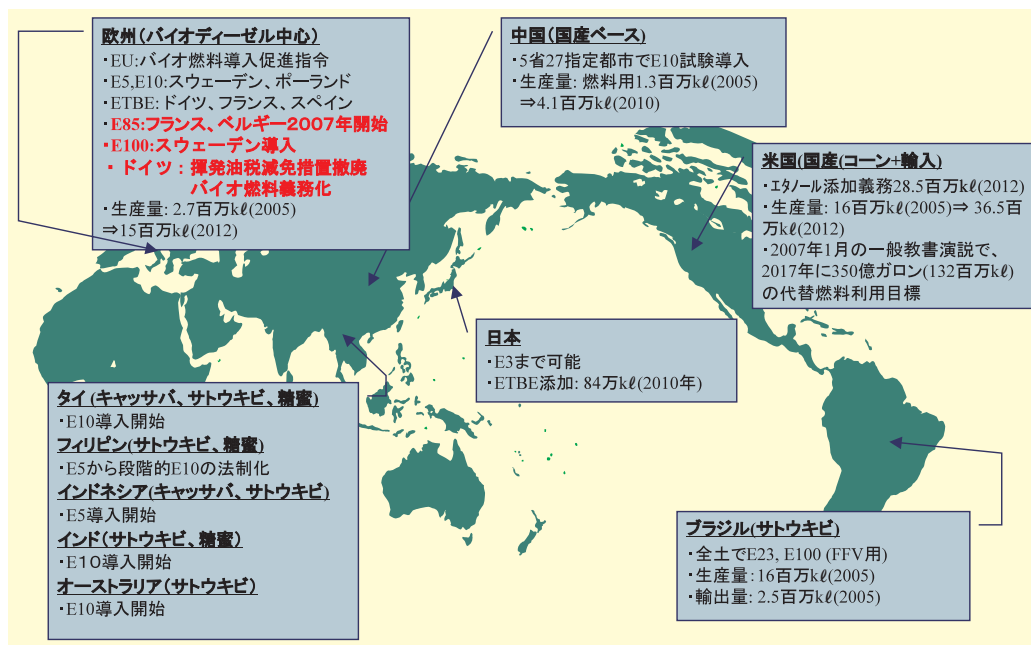 欧州(バイオディーゼル中心)
・EU:バイオ燃料導入促進指令
・E5,E10:スウェーデン、ポーランド
・ETBE:ドイツ、フランス、スペイン
・E85:フランス、ベルギー2007年開始
・E100:スウェーデン導入
・ドイツ：揮発油税減免措置撤廃
バイオ燃料義務化
・生産量: 2.7百万kℓ(2005)
⇒15百万kℓ(2012)
中国(国産ベース)
・5省27指定都市でE10試験導入
・生産量: 燃料用1.3百万kℓ(2005)
⇒4.1百万kℓ(2010)
米国(国産(コーン+輸入)
・ｴﾀﾉｰﾙ添加義務28.5百万kℓ(2012)
・生産量: 16百万kℓ(2005)⇒ 36.5百
万kℓ(2012)
・2007年1月の一般教書演説で、
2017年に350億ガロン(132百万kℓ)
の代替燃料利用目標
日本
・E3まで可能
・ETBE添加: 84万kℓ(2010年)
タイ (キャッサバ、サトウキビ、糖蜜)
・E10導入開始
フィリピン(サトウキビ、糖蜜)
・E5から段階的E10の法制化
インドネシア(キャッサバ、サトウキビ)
・E5導入開始
インド(サトウキビ、糖蜜)
・E１０導入開始
オーストラリア(サトウキビ)
・E10導入開始
ブラジル(サトウキビ)
・全土でE23, E100 (FFV用)
・生産量: 16百万kℓ(2005)
・輸出量: 2.5百万kℓ(2005)